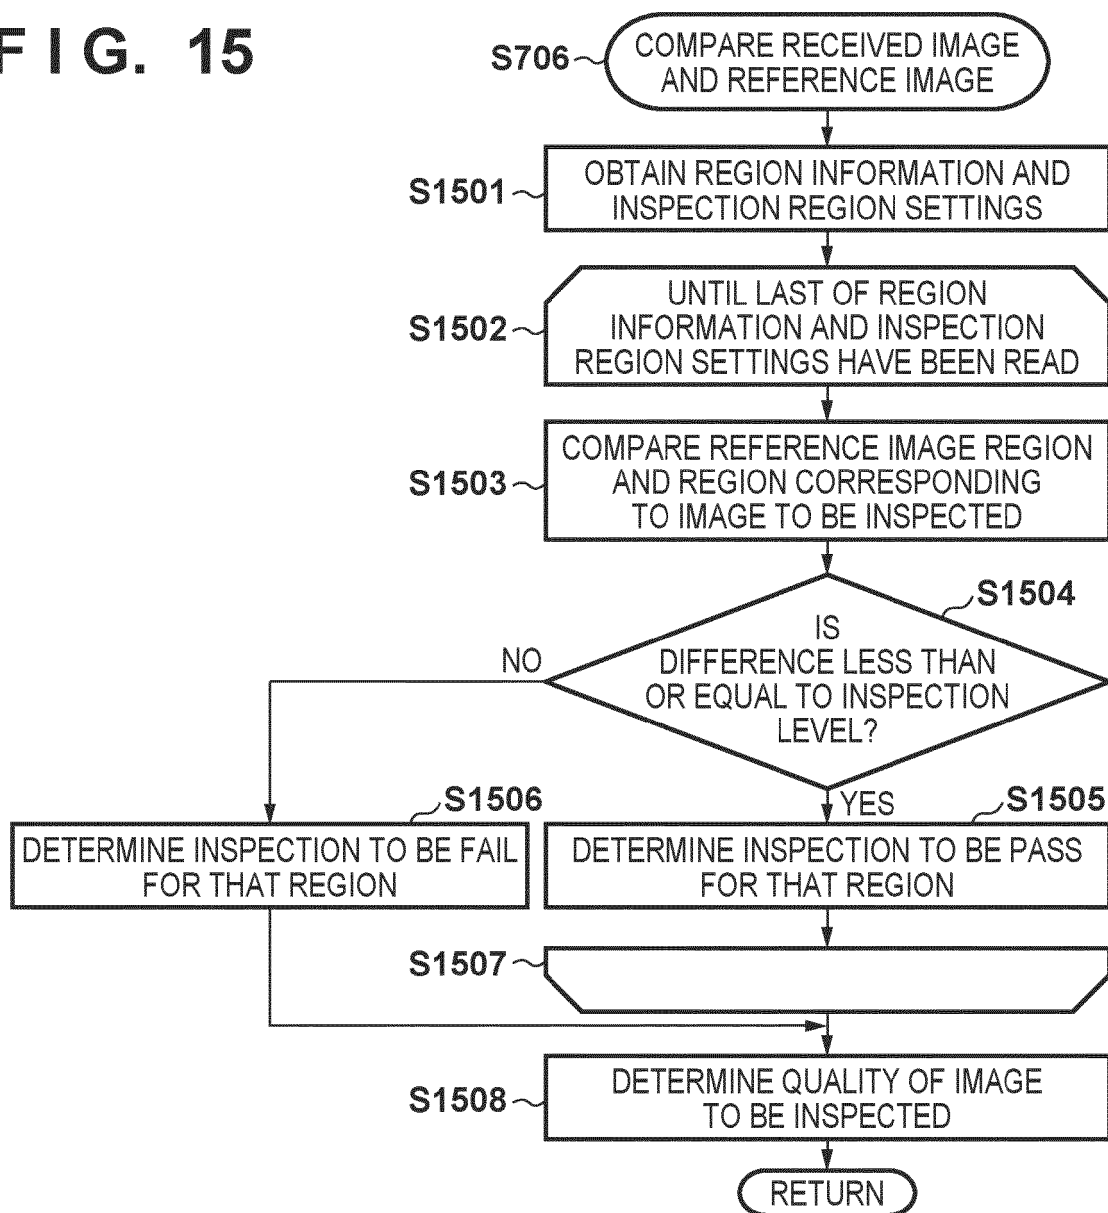 F I G. 15
S706
COMPARE RECEIVED IMAGE
AND REFERENCE IMAGE
S1501
OBTAIN REGION INFORMATION AND
INSPECTION REGION SETTINGS
S1502
UNTIL LAST OF REGION
INFORMATION AND INSPECTION
REGION SETTINGS HAVE BEEN READ
S1503
COMPARE REFERENCE IMAGE REGION
AND REGION CORRESPONDING
TO IMAGE TO BE INSPECTED
S1504
IS
DIFFERENCE LESS THAN
OR EQUAL TO INSPECTION
LEVEL?
NO
YES
S1506
DETERMINE INSPECTION TO BE FAIL
FOR THAT REGION
S1505
DETERMINE INSPECTION TO BE PASS
FOR THAT REGION
S1507
S1508
DETERMINE QUALITY OF IMAGE
TO BE INSPECTED
RETURN